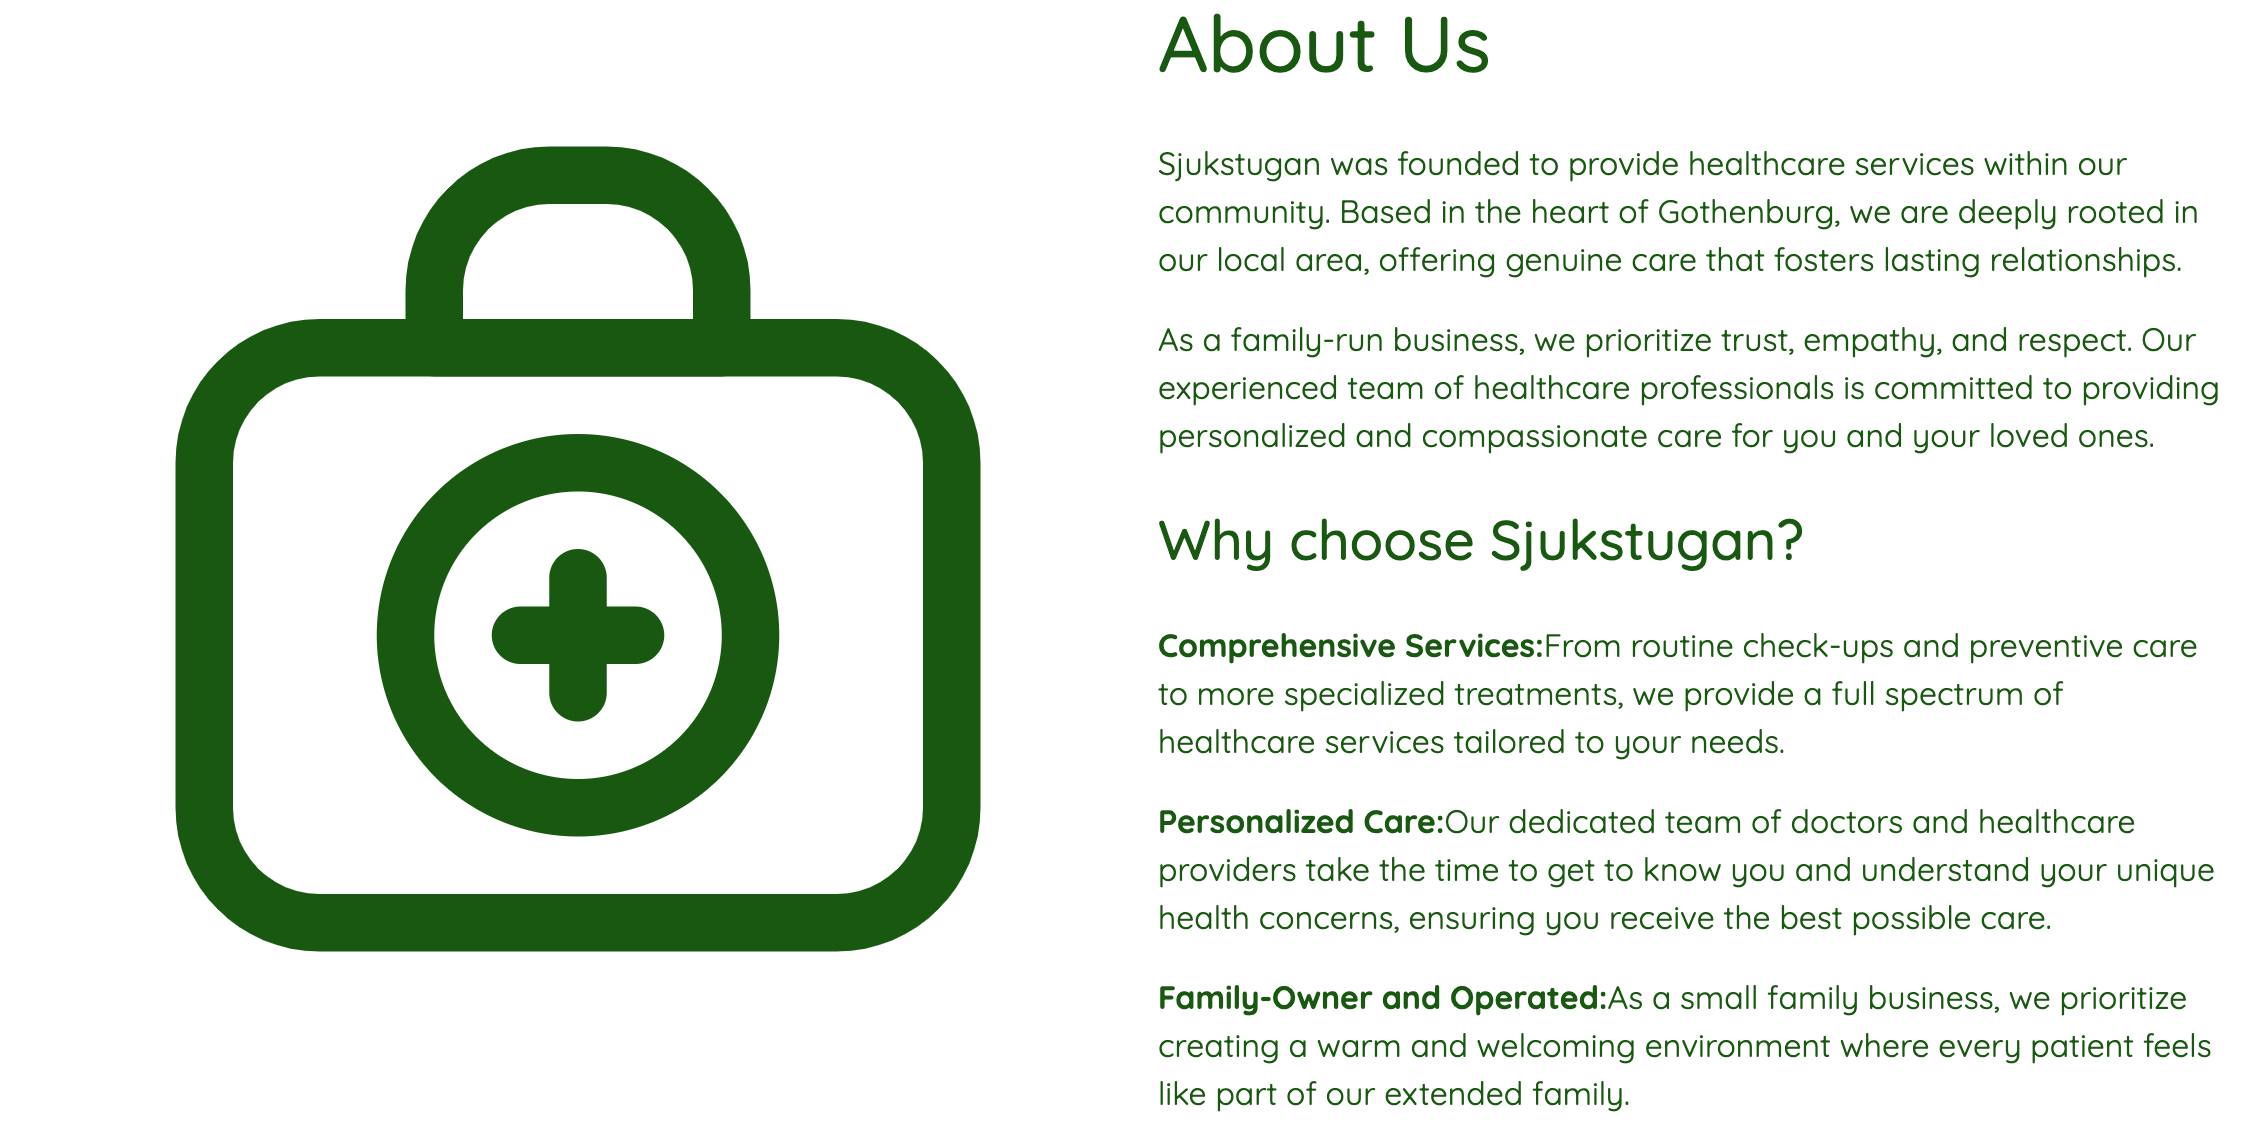 About Us
Sjukstugan was founded to provide healthcare services within our
community. Based in the heart of Gothenburg, we are deeply rooted in
our local area, offering genuine care that fosters lasting relationships.
As a family-run business, we prioritize trust, empathy, and respect. Our
experienced team of healthcare professionals is committed to providing
personalized and compassionate care for you and your loved ones.
Why choose Sjukstugan?
Comprehensive Services:From routine check-ups and preventive care
to more specialized treatments, we provide a full spectrum of
healthcare services tailored to your needs.
Personalized Care:Our dedicated team of doctors and healthcare
providers take the time to get to know you and understand your unique
health concerns, ensuring you receive the best possible care.
Family-Owner and Operated:As a small family business, we prioritize
creating a warm and welcoming environment where every patient feels
like part of our extended family.